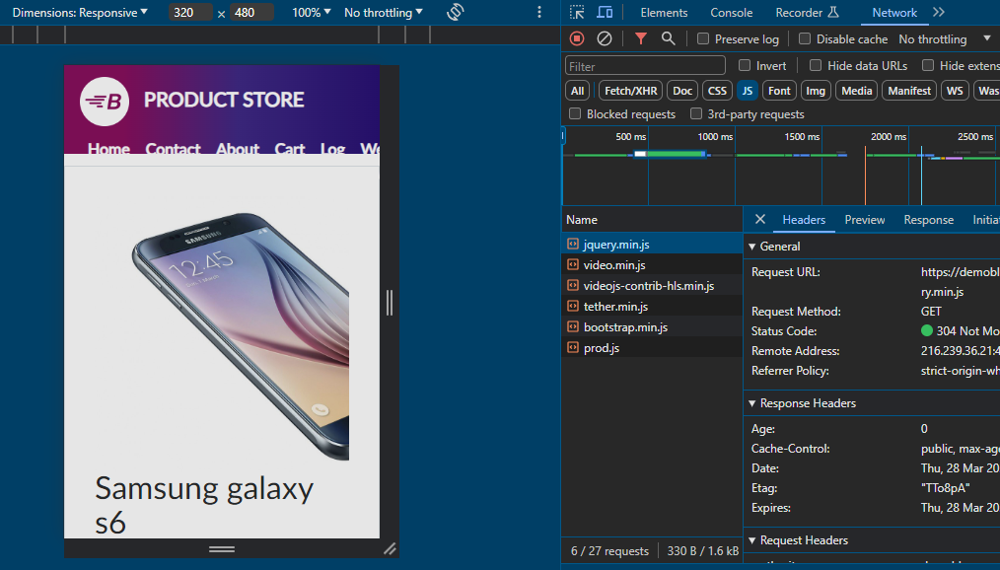 Dimensions: Responsive 320 × 480 100% No throttling
Elements Console Recorder Network
Preserve log Disable cache No throttling
Filter Invert Hide data URLs Hide exten
All Fetch/XHR Doc CSS JS Font Img Media Manifest WS Was
Blocked requests 3rd-party requests
500 ms 1000 ms 1500 ms 2000 ms 2500 ms
B PRODUCT STORE
Home Contact About Cart Log We
SAMSUNG
12:45
Samsung galaxy
s6
Name
jquery.min.js
video.min.js
videojs-contrib-hls.min.js
tether.min.js
bootstrap.min.js
prod.js
6 / 27 requests 330 B / 1.6 kB
Headers Preview Response Initia
General
Request URL: https://demobl
ry.min.js
Request Method: GET
Status Code: 304 Not Mo
Remote Address: 216.239.36.21:4
Referrer Policy: strict-origin-wh
Response Headers
Age: 0
Cache-Control: public, max-ag
Date: Thu, 28 Mar 20
Etag: "TTo8pA"
Expires: Thu, 28 Mar 20
Request Headers